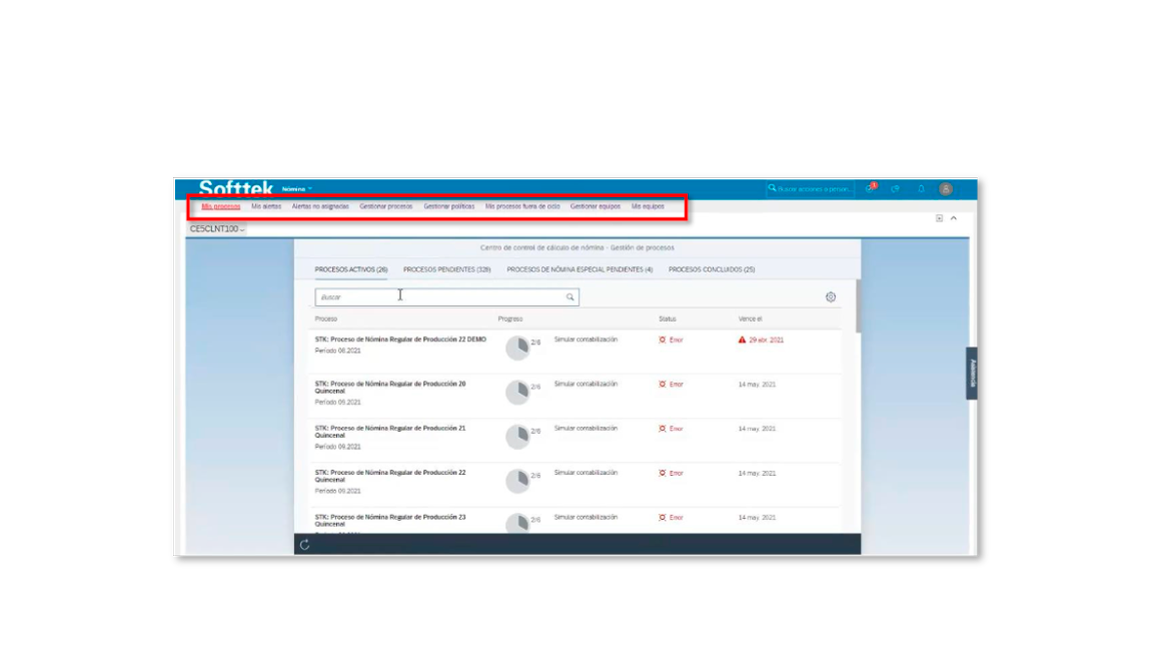 Softtek Nómina
Buscar acciones o person...
Mis procesos Mis alertas Alertas no asignadas Gestionar procesos Gestionar políticas Mis procesos fuera de ciclo Gestionar equipos Mis equipos
CE5CLNT100
Centro de control de cálculo de nómina - Gestión de procesos
PROCESOS ACTIVOS (26) PROCESOS PENDIENTES (328) PROCESOS DE NÓMINA ESPECIAL PENDIENTES (4) PROCESOS CONCLUIDOS (25)
Buscar
Proceso Progreso Status Vence el
STK: Proceso de Nómina Regular de Producción 22 DEMO 2/6 Simular contabilización Error 29 abr. 2021
Período 08.2021
STK: Proceso de Nómina Regular de Producción 20 2/6 Simular contabilización Error 14 may. 2021
Quincenal
Período 09.2021
STK: Proceso de Nómina Regular de Producción 21 2/6 Simular contabilización Error 14 may. 2021
Quincenal
Período 09.2021
STK: Proceso de Nómina Regular de Producción 22 2/6 Simular contabilización Error 14 may. 2021
Quincenal
Período 09.2021
STK: Proceso de Nómina Regular de Producción 23 2/6 Simular contabilización Error 14 may. 2021
Quincenal